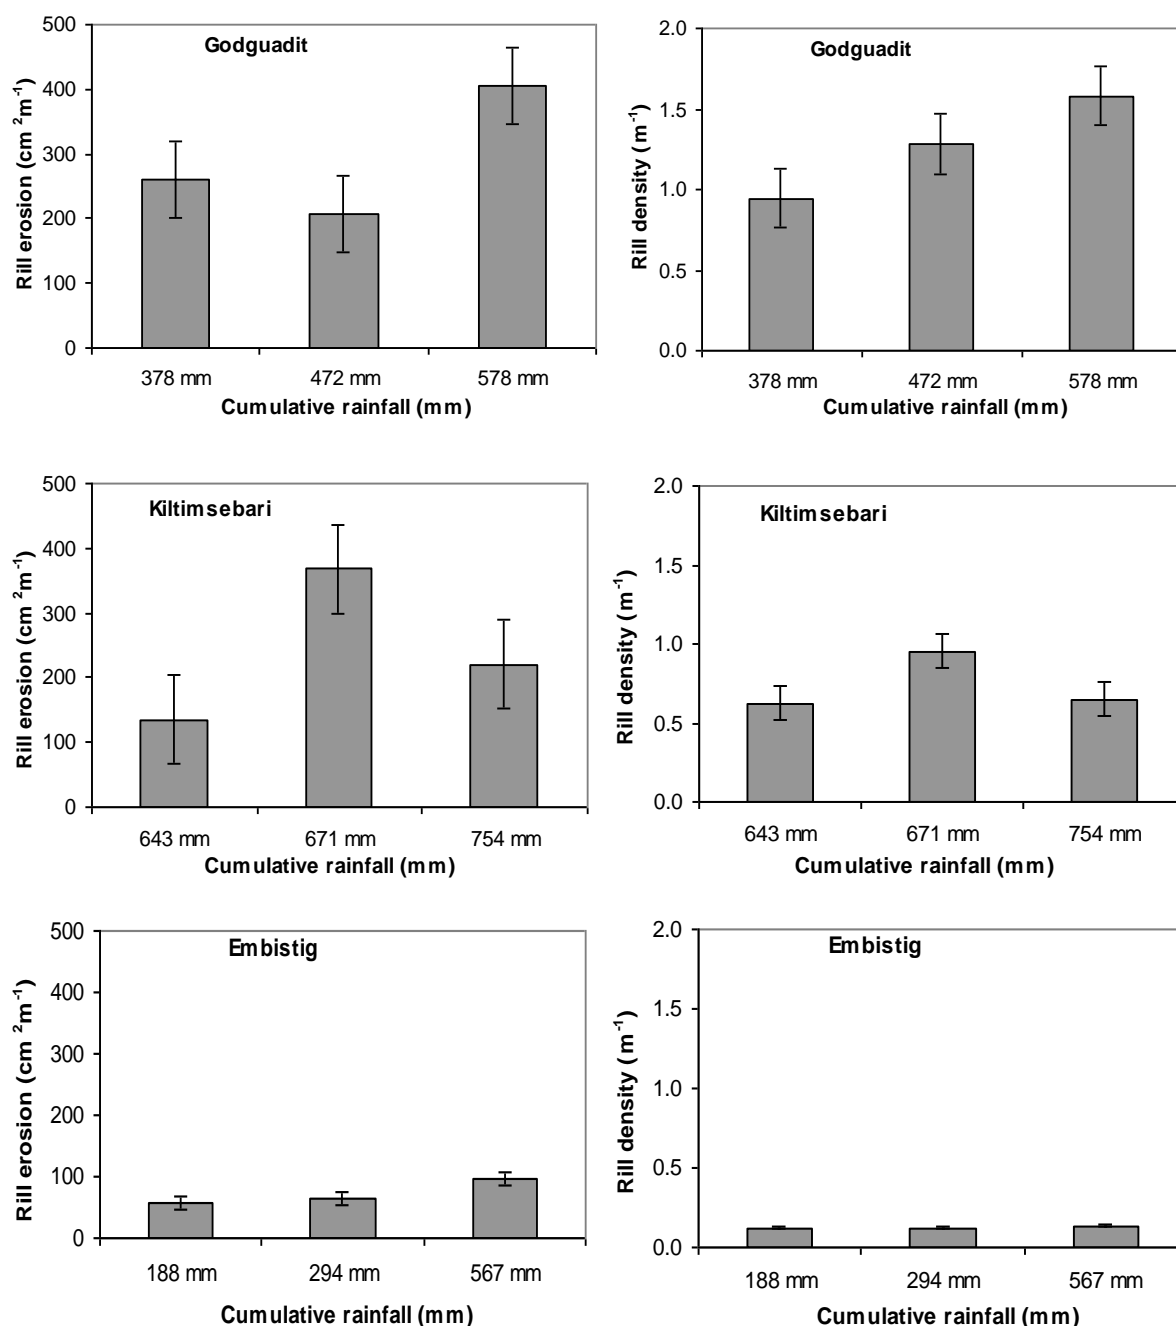 Godguadit
Rill erosion (cm ²m⁻¹)
500
400
300
200
100
0
378 mm 472 mm 578 mm
Cumulative rainfall (mm)
Godguadit
Rill density (m⁻¹)
2.0
1.5
1.0
0.5
0.0
378 mm 472 mm 578 mm
Cumulative rainfall (mm)
Kiltimsebari
Rill erosion (cm ²m⁻¹)
500
400
300
200
100
0
643 mm 671 mm 754 mm
Cumulative rainfall (mm)
Kiltimsebari
Rill density (m⁻¹)
2.0
1.5
1.0
0.5
0.0
643 mm 671 mm 754 mm
Cumulative rainfall (mm)
Embistig
Rill erosion (cm ²m⁻¹)
500
400
300
200
100
0
188 mm 294 mm 567 mm
Cumulative rainfall (mm)
Embistig
Rill density (m⁻¹)
2.0
1.5
1.0
0.5
0.0
188 mm 294 mm 567 mm
Cumulative rainfall (mm)